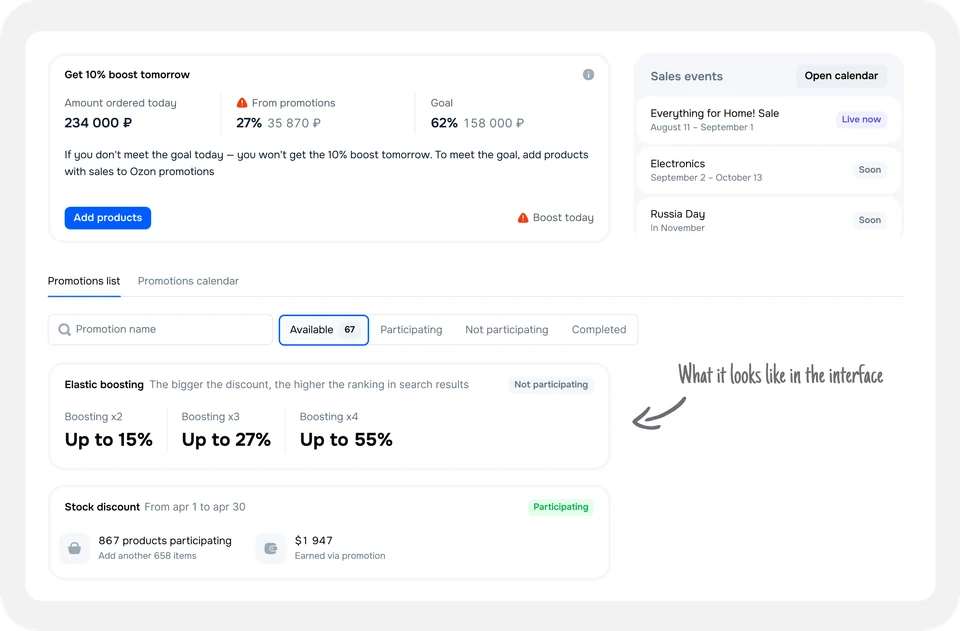 Get 10% boost tomorrow
Amount ordered today
234 000 ₽
From promotions
27% 35 870 ₽
Goal
62% 158 000 ₽
If you don't meet the goal today — you won't get the 10% boost tomorrow. To meet the goal, add products
with sales to Ozon promotions
Add products
Boost today
Sales events
Open calendar
Everything for Home! Sale
August 11 – September 1
Live now
Electronics
September 2 – October 13
Soon
Russia Day
In November
Soon
Promotions list
Promotions calendar
Promotion name
Available 67
Participating
Not participating
Completed
Elastic boosting The bigger the discount, the higher the ranking in search results
Not participating
Boosting x2
Up to 15%
Boosting x3
Up to 27%
Boosting x4
Up to 55%
What it looks like in the interface
Stock discount From apr 1 to apr 30
Participating
867 products participating
Add another 658 items
$1 947
Earned via promotion